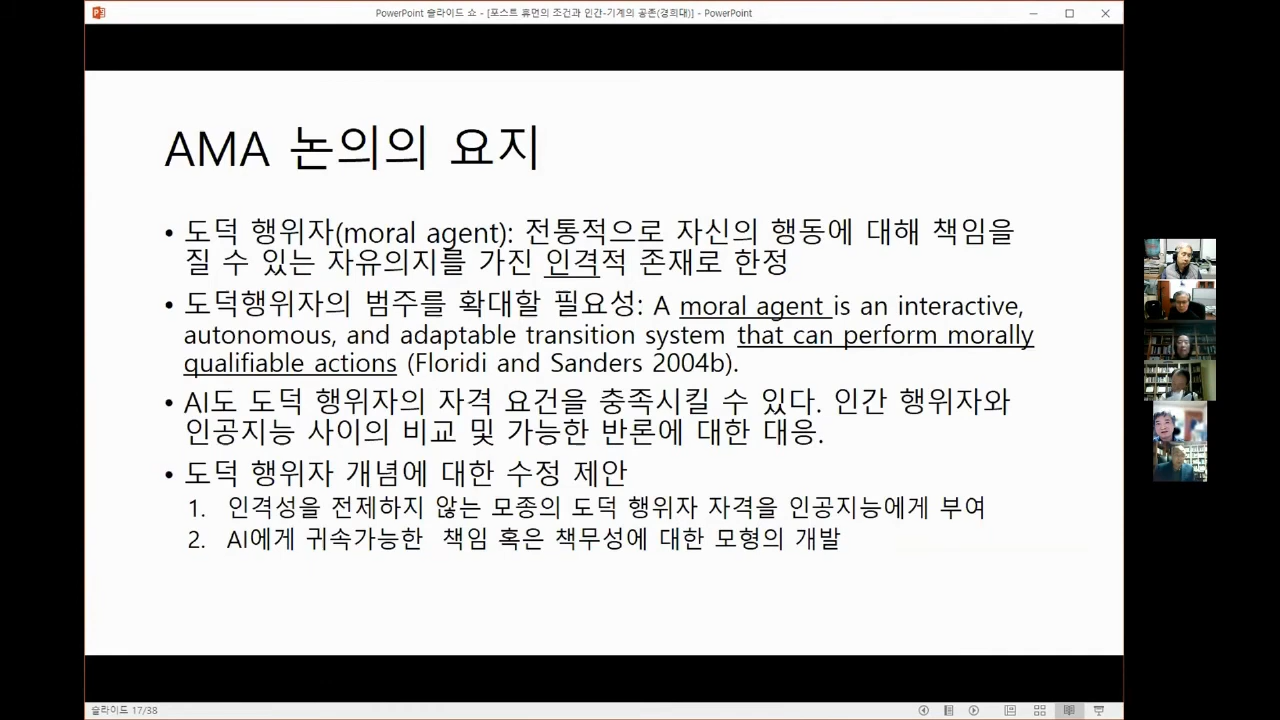 PowerPoint 슬라이드 쇼 - [포스트 휴먼의 조건과 인간-기계의 공존(경희대)] - PowerPoint
AMA 논의의 요지
• 도덕 행위자(moral agent): 전통적으로 자신의 행동에 대해 책임을
질 수 있는 자유의지를 가진 인격적 존재로 한정
• 도덕행위자의 범주를 확대할 필요성: A moral agent is an interactive,
autonomous, and adaptable transition system that can perform morally
qualifiable actions (Floridi and Sanders 2004b).
• AI도 도덕 행위자의 자격 요건을 충족시킬 수 있다. 인간 행위자와
인공지능 사이의 비교 및 가능한 반론에 대한 대응.
• 도덕 행위자 개념에 대한 수정 제안
1. 인격성을 전제하지 않는 모종의 도덕 행위자 자격을 인공지능에게 부여
2. AI에게 귀속가능한 책임 혹은 책무성에 대한 모형의 개발
슬라이드 17/38